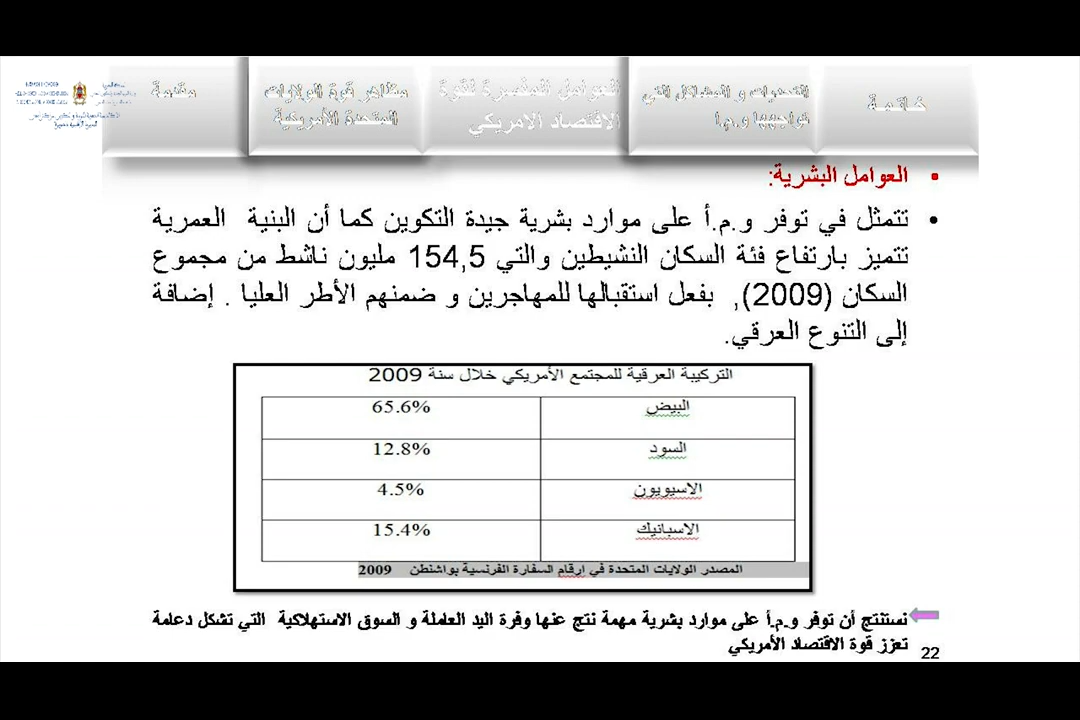 مقدمة
مظاهر قوة الولايات
المتحدة الأمريكية
العوامل المفسرة لقوة
الاقتصاد الامريكي
التحديات و المشاكل التي
تواجهها و.م.ا
خاتمة
• العوامل البشرية:
• تتمثل في توفر و.م.أ على موارد بشرية جيدة التكوين كما أن البنية العمرية
تتميز بارتفاع فئة السكان النشيطين والتي 154,5 مليون ناشط من مجموع
السكان (2009), بفعل استقبالها للمهاجرين و ضمنهم الأطر العليا . إضافة
إلى التنوع العرقي.
التركيبة العرقية للمجتمع الأمريكي خلال سنة 2009
البيض 65.6%
السود 12.8%
الاسيويون 4.5%
الاسبانيك 15.4%
المصدر الولايات المتحدة في ارقام السفارة الفرنسية بواشنطن 2009
نستنتج أن توفر و.م.أ على موارد بشرية مهمة نتج عنها وفرة اليد العاملة و السوق الاستهلاكية التي تشكل دعامة
تعزز قوة الاقتصاد الأمريكي
22